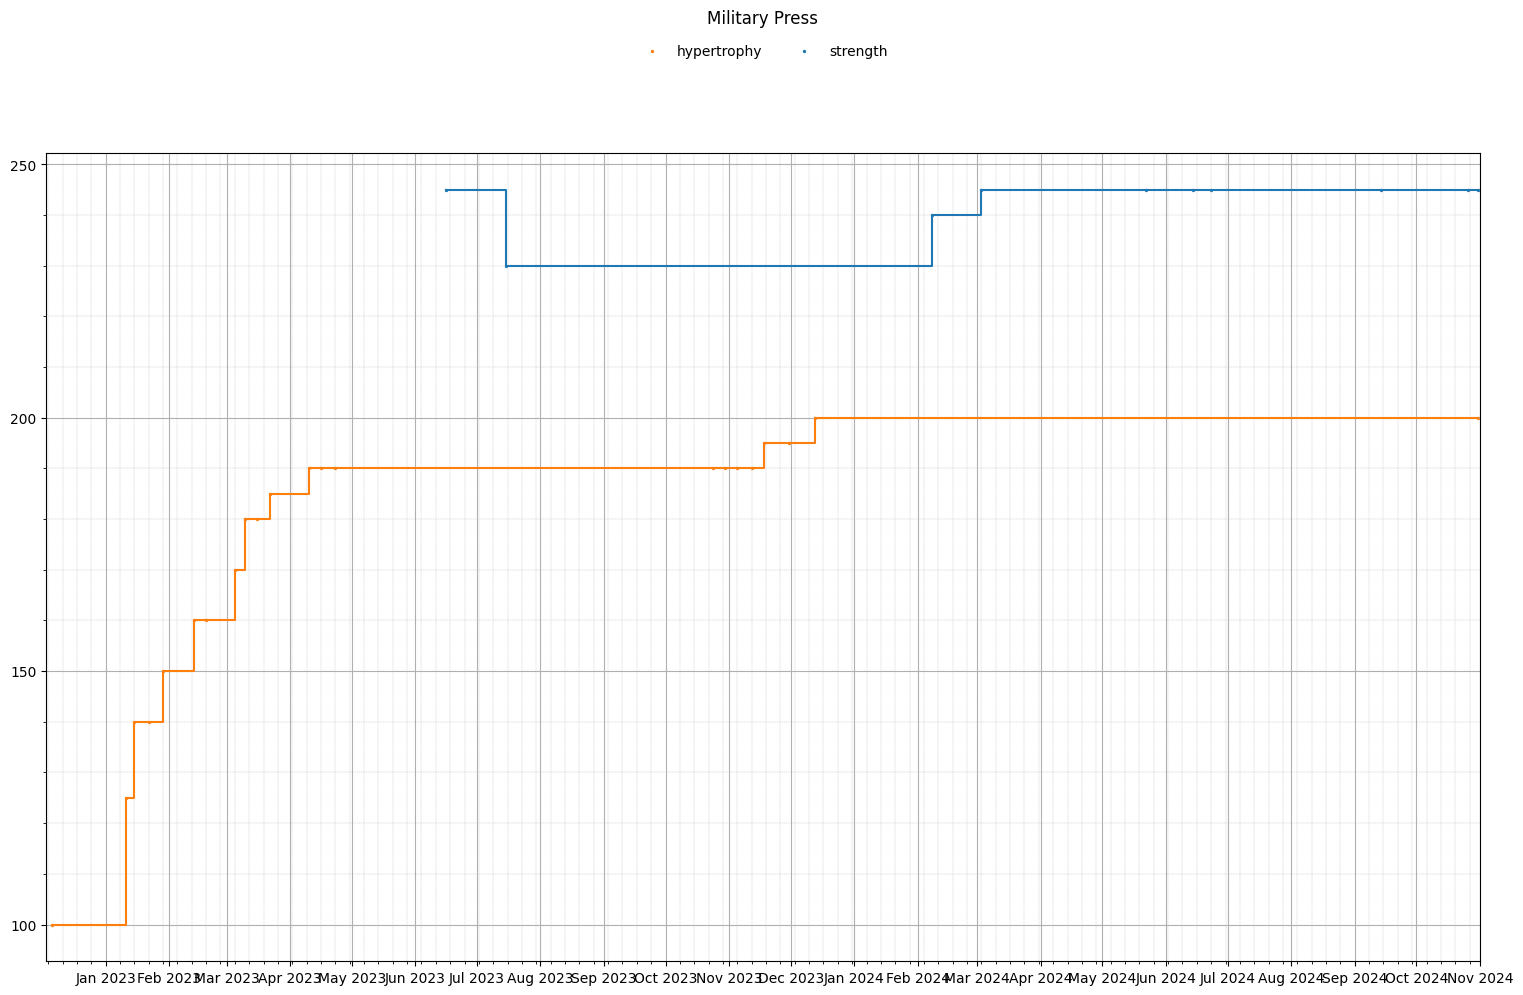 Military Press
hypertrophy strength
250
200
150
100
Jan 2023 Feb 2023 Mar 2023 Apr 2023 May 2023 Jun 2023 Jul 2023 Aug 2023 Sep 2023 Oct 2023 Nov 2023 Dec 2023 Jan 2024 Feb 2024 Mar 2024 Apr 2024 May 2024 Jun 2024 Jul 2024 Aug 2024 Sep 2024 Oct 2024 Nov 2024